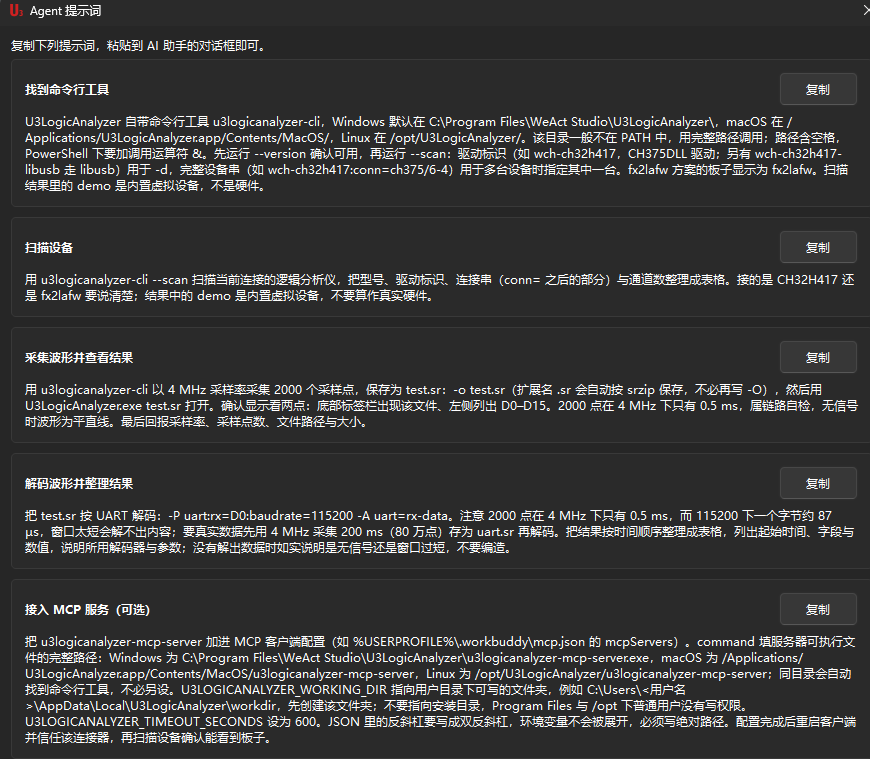 U3 Agent 提示词
复制下列提示词，粘贴到 AI 助手的对话框即可。
找到命令行工具
复制
U3LogicAnalyzer 自带命令行工具 u3logicanalyzer-cli，Windows 默认在 C:\Program Files\WeAct Studio\U3LogicAnalyzer\，macOS 在 /
Applications/U3LogicAnalyzer.app/Contents/MacOS/，Linux 在 /opt/U3LogicAnalyzer/。该目录一般不在 PATH 中，用完整路径调用；路径含空格，
PowerShell 下要加调用运算符 &。先运行 --version 确认可用，再运行 --scan：驱动标识（如 wch-ch32h417，CH375DLL 驱动；另有 wch-ch32h417-
libusb 走 libusb）用于 -d，完整设备串（如 wch-ch32h417:conn=ch375/6-4）用于多台设备时指定其中一台。fx2lafw 方案的板子显示为 fx2lafw。扫描
结果里的 demo 是内置虚拟设备，不是硬件。
扫描设备
复制
用 u3logicanalyzer-cli --scan 扫描当前连接的逻辑分析仪，把型号、驱动标识、连接串（conn= 之后的部分）与通道数整理成表格。接的是 CH32H417 还
是 fx2lafw 要说清楚；结果中的 demo 是内置虚拟设备，不要算作真实硬件。
采集波形并查看结果
复制
用 u3logicanalyzer-cli 以 4 MHz 采样率采集 2000 个采样点，保存为 test.sr：-o test.sr（扩展名 .sr 会自动按 srzip 保存，不必再写 -O），然后用
U3LogicAnalyzer.exe test.sr 打开。确认显示看两点：底部标签栏出现该文件、左侧列出 D0–D15。2000 点在 4 MHz 下只有 0.5 ms，属链路自检，无信号
时波形为平直线。最后回报采样率、采样点数、文件路径与大小。
解码波形并整理结果
复制
把 test.sr 按 UART 解码：-P uart:rx=D0:baudrate=115200 -A uart=rx-data。注意 2000 点在 4 MHz 下只有 0.5 ms，而 115200 下一个字节约 87
µs，窗口太短会解不出内容；要真实数据先用 4 MHz 采集 200 ms（80 万点）存为 uart.sr 再解码。把结果按时间顺序整理成表格，列出起始时间、字段与
数值，说明所用解码器与参数；没有解出数据时如实说明是无信号还是窗口过短，不要编造。
接入 MCP 服务（可选）
复制
把 u3logicanalyzer-mcp-server 加进 MCP 客户端配置（如 %USERPROFILE%\.workbuddy\mcp.json 的 mcpServers）。command 填服务器可执行文
件的完整路径：Windows 为 C:\Program Files\WeAct Studio\U3LogicAnalyzer\u3logicanalyzer-mcp-server.exe，macOS 为 /Applications/
U3LogicAnalyzer.app/Contents/MacOS/u3logicanalyzer-mcp-server，Linux 为 /opt/U3LogicAnalyzer/u3logicanalyzer-mcp-server；同目录会自动
找到命令行工具，不必另设。U3LOGICANALYZER_WORKING_DIR 指向用户目录下可写的文件夹，例如 C:\Users\<用户名
>\AppData\Local\U3LogicAnalyzer\workdir，先创建该文件夹；不要指向安装目录，Program Files 与 /opt 下普通用户没有写权限。
U3LOGICANALYZER_TIMEOUT_SECONDS 设为 600。JSON 里的反斜杠要写成双反斜杠，环境变量不会被展开，必须写绝对路径。配置完成后重启客户端
并信任该连接器，再扫描设备确认能看到板子。